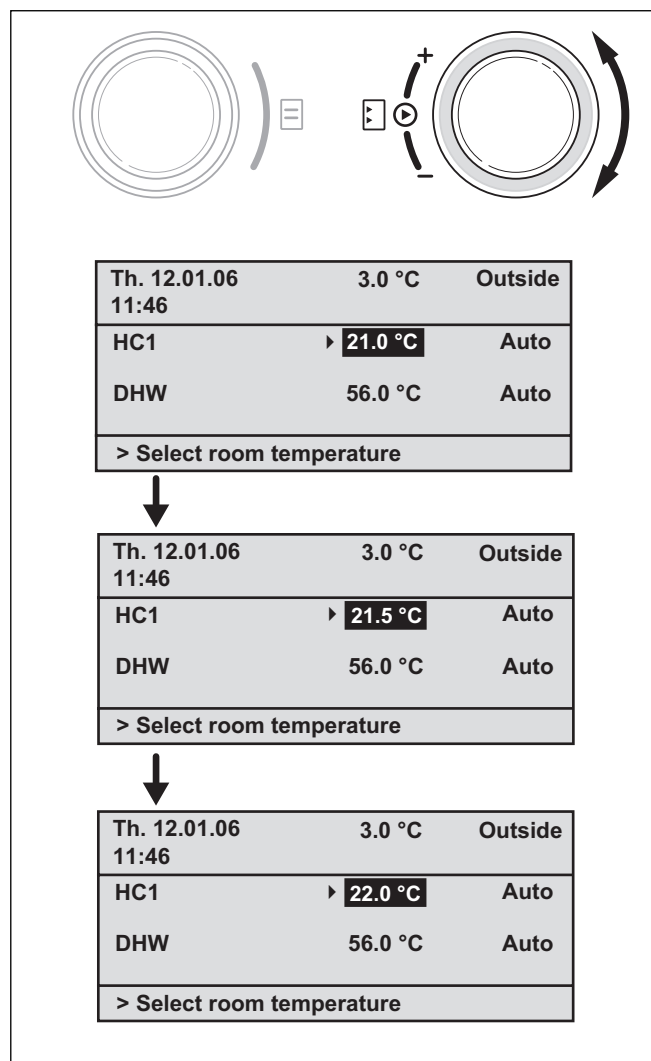 +
–
Th. 12.01.06 3.0 °C Outside
11:46
HC1 21.0 °C Auto
DHW 56.0 °C Auto
> Select room temperature
Th. 12.01.06 3.0 °C Outside
11:46
HC1 21.5 °C Auto
DHW 56.0 °C Auto
> Select room temperature
Th. 12.01.06 3.0 °C Outside
11:46
HC1 22.0 °C Auto
DHW 56.0 °C Auto
> Select room temperature